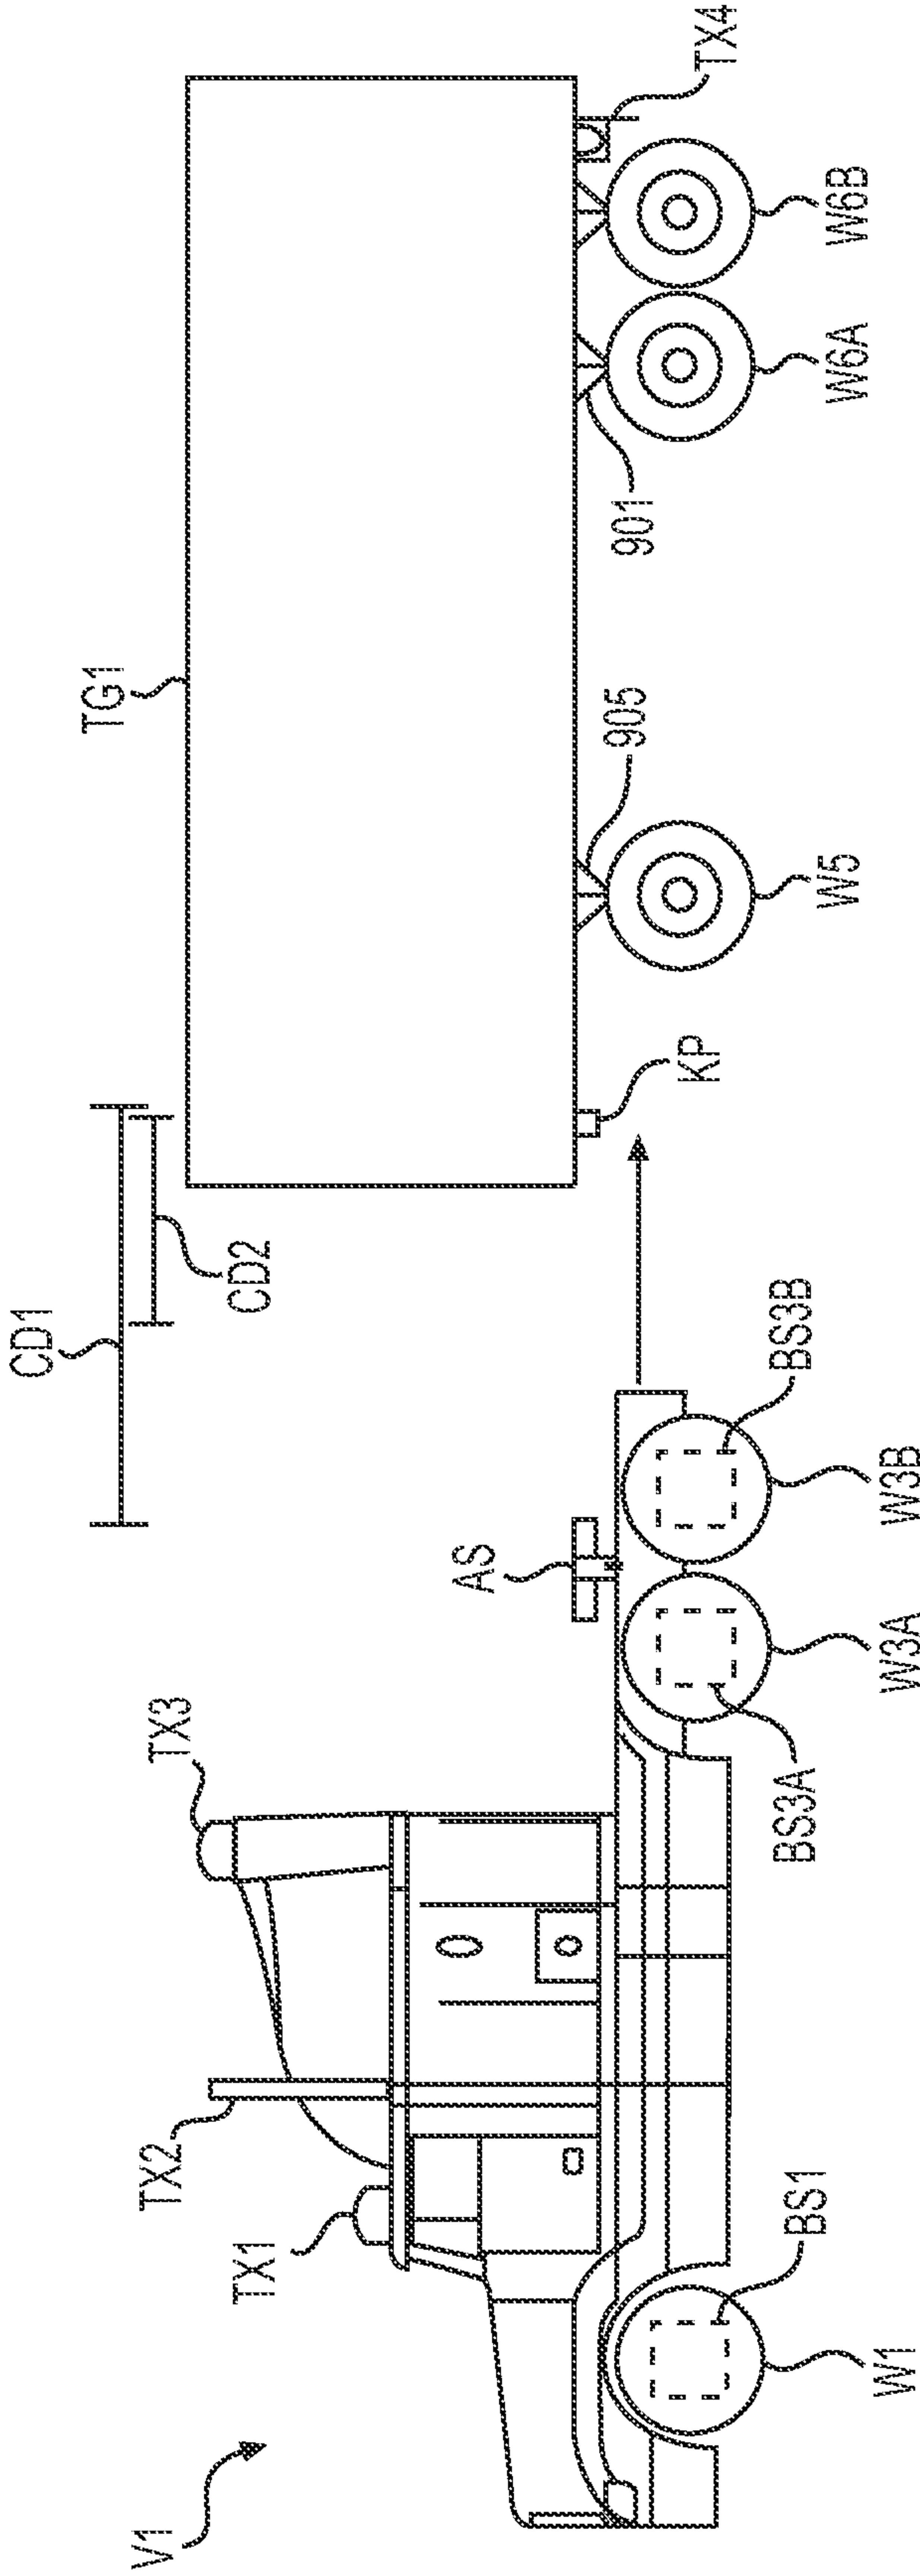 V1
TX1
TX2
TX3
AS
CD1
CD2
TG1
W1
BS1
BS3A
W3A
W3B
BS3B
KP
W5
905
901
W6A
W6B
TX4